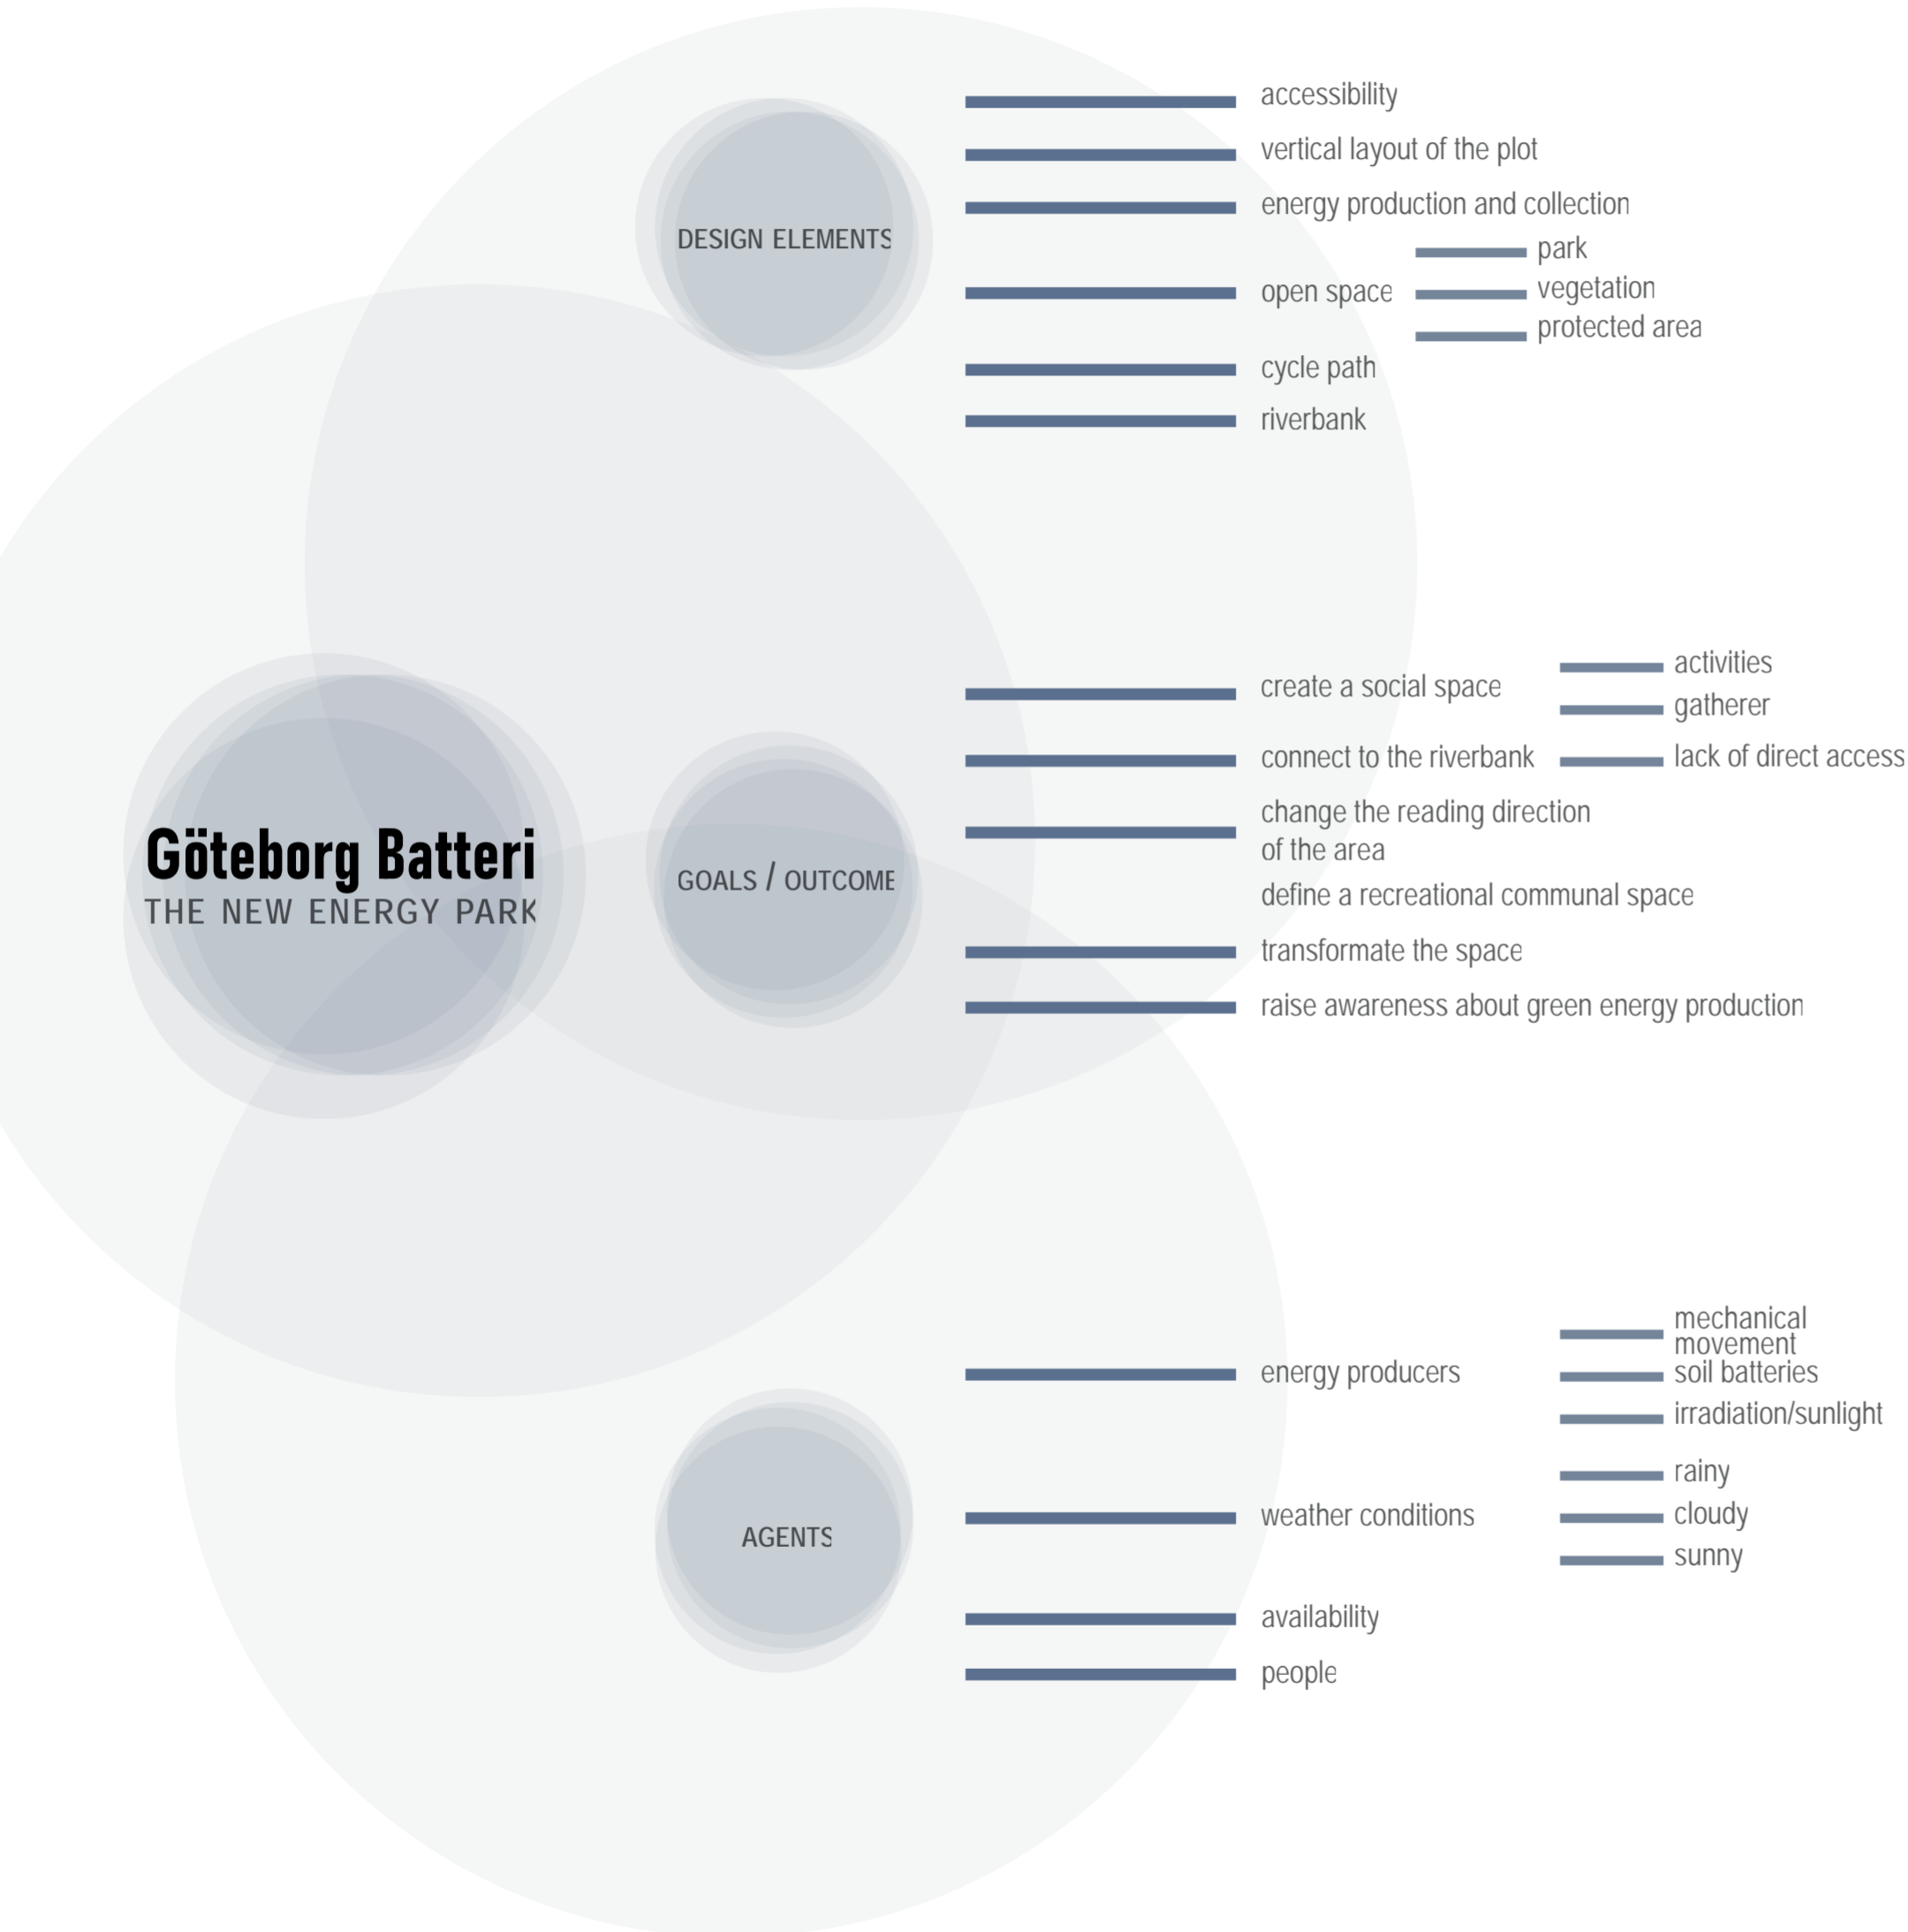 Göteborg Batteri
THE NEW ENERGY PARK
DESIGN ELEMENTS
accessibility
vertical layout of the plot
energy production and collection
open space
park
vegetation
protected area
cycle path
riverbank
GOALS / OUTCOME
create a social space
activities
gatherer
connect to the riverbank
lack of direct access
change the reading direction
of the area
define a recreational communal space
transformate the space
raise awareness about green energy production
AGENTS
energy producers
mechanical
movement
soil batteries
irradiation/sunlight
weather conditions
rainy
cloudy
sunny
availability
people